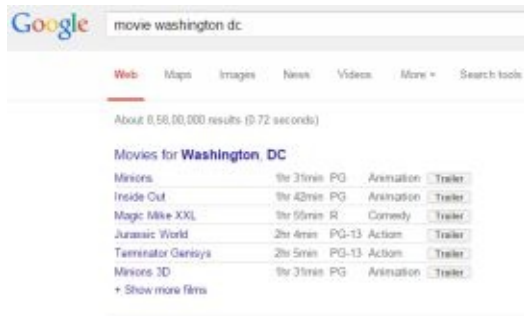 Google movie washington dc
Web Maps Images News Videos More Search tools
About 8,58,00,000 results (0.72 seconds)
Movies for Washington, DC
Minions 1hr 31min PG Animation Trailer
Inside Out 1hr 42min PG Animation Trailer
Magic Mike XXL 1hr 55min R Comedy Trailer
Jurassic World 2hr 4min PG-13 Action Trailer
Terminator Genisys 2hr 5min PG-13 Action Trailer
Minions 3D 1hr 31min PG Animation Trailer
+ Show more films